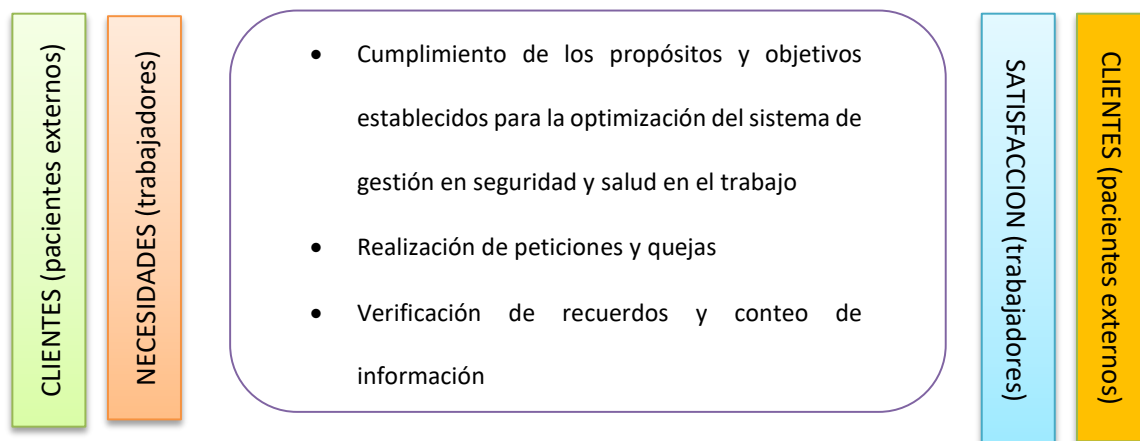 CLIENTES (pacientes externos)
NECESIDADES (trabajadores)
• Cumplimiento de los propósitos y objetivos
establecidos para la optimización del sistema de
gestión en seguridad y salud en el trabajo
• Realización de peticiones y quejas
• Verificación de recuerdos y conteo de
información
SATISFACCION (trabajadores)
CLIENTES (pacientes externos)